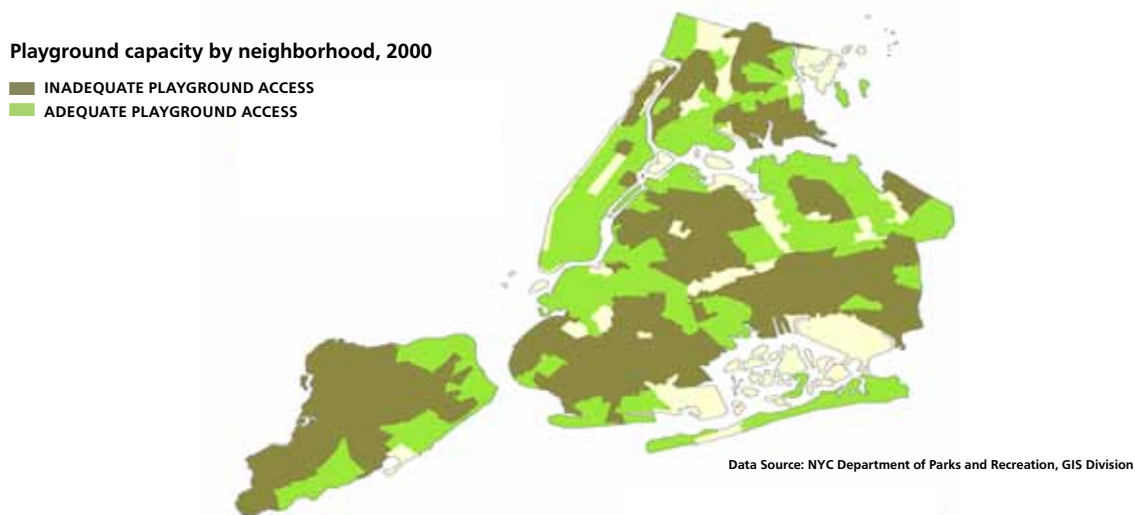 Playground capacity by neighborhood, 2000
INADEQUATE PLAYGROUND ACCESS
ADEQUATE PLAYGROUND ACCESS
Data Source: NYC Department of Parks and Recreation, GIS Division